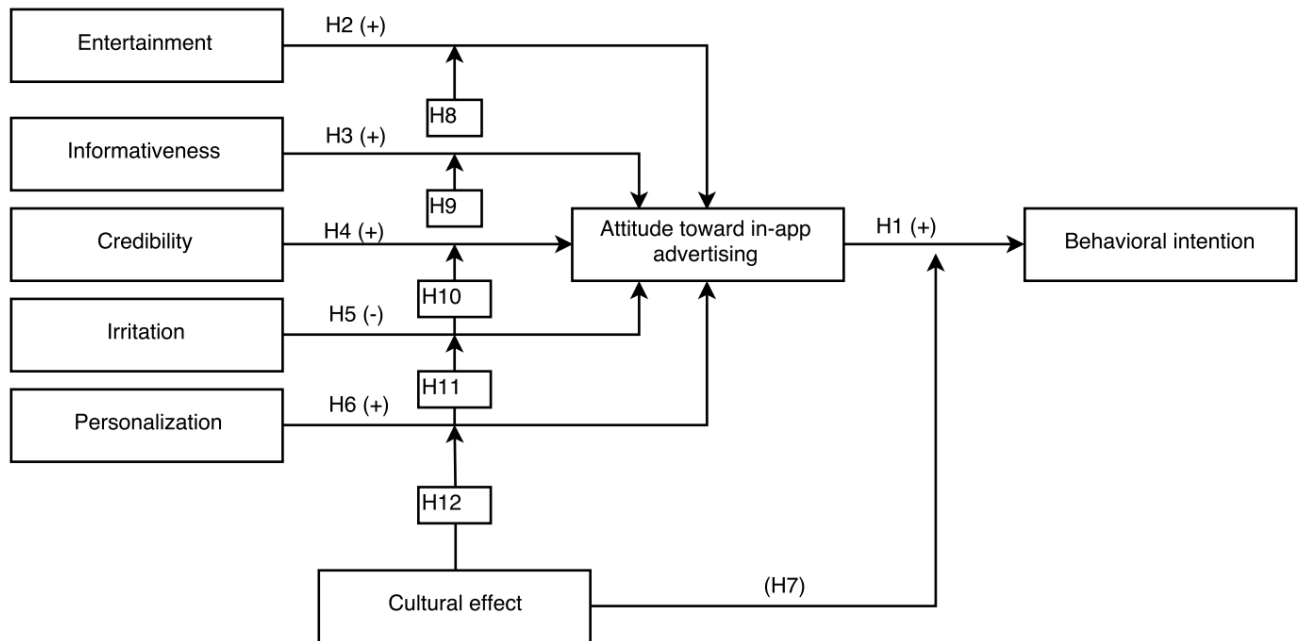 Entertainment
H2 (+)
H8
Informativeness
H3 (+)
H9
Credibility
H4 (+)
Attitude toward in-app
advertising
H1 (+)
Behavioral intention
H10
Irritation
H5 (-)
H11
Personalization
H6 (+)
H12
Cultural effect
(H7)